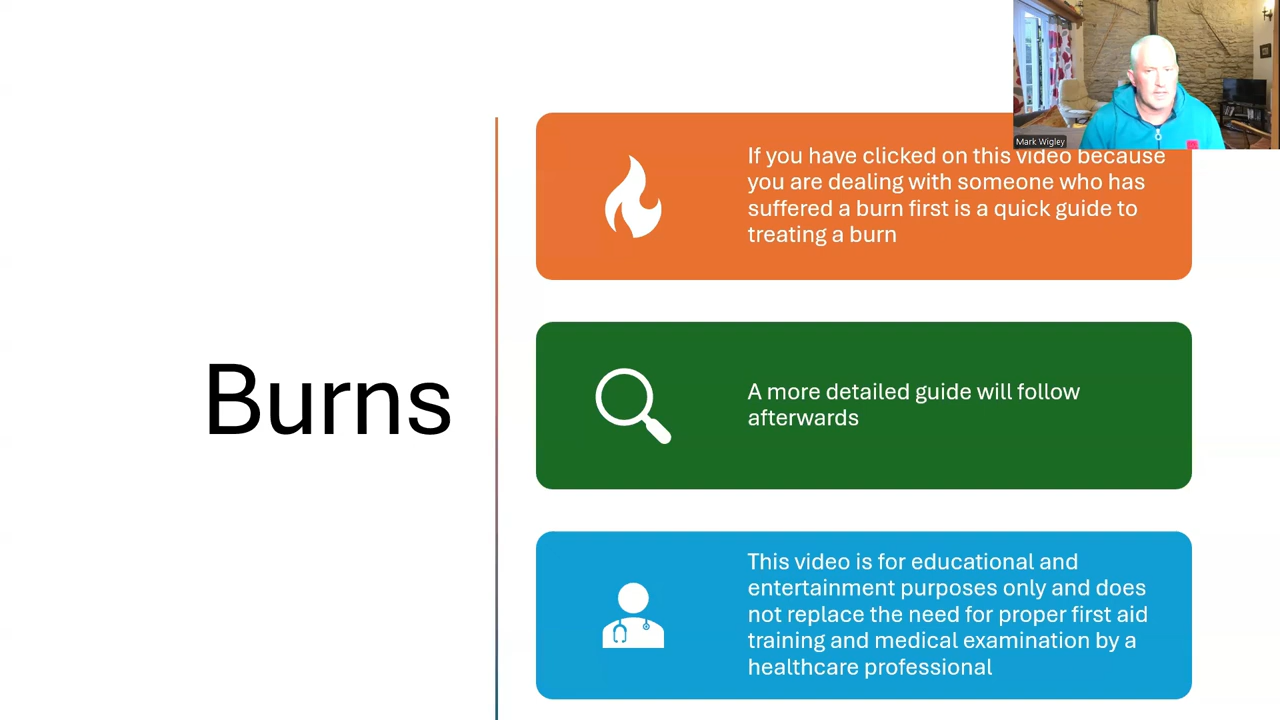 Mark Wigley
If you have clicked on this video because
you are dealing with someone who has
suffered a burn first is a quick guide to
treating a burn
Burns
A more detailed guide will follow
afterwards
This video is for educational and
entertainment purposes only and does
not replace the need for proper first aid
training and medical examination by a
healthcare professional